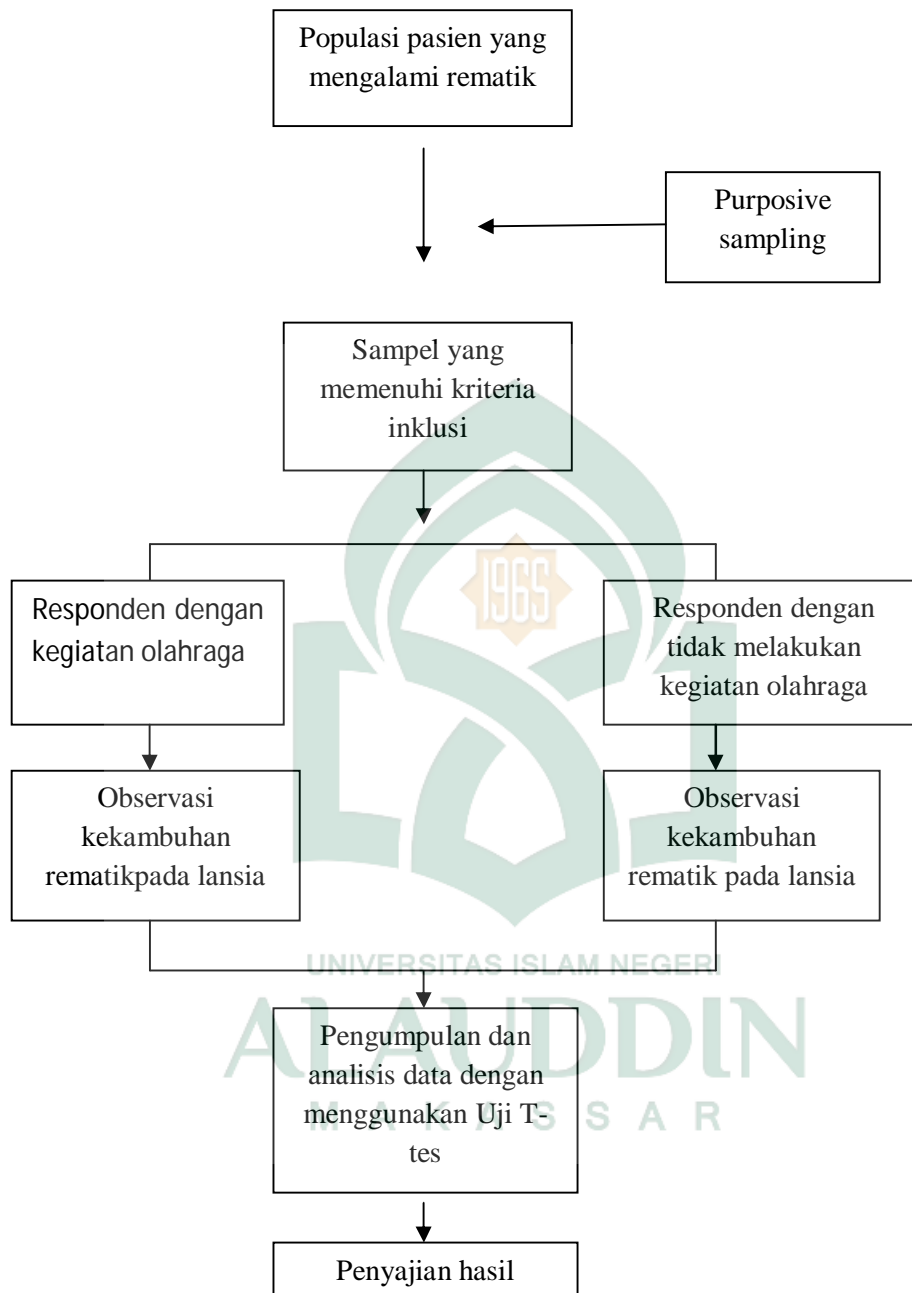 Populasi pasien yang
mengalami rematik
Purposive
sampling
Sampel yang
memenuhi kriteria
inklusi
1965
Responden dengan
kegiatan olahraga
Responden dengan
tidak melakukan
kegiatan olahraga
Observasi
kekambuhan
rematikpada lansia
Observasi
kekambuhan
rematik pada lansia
UNIVERSITAS ISLAM NEGERI
ALAUDDIN
MAKASSAR
Pengumpulan dan
analisis data dengan
menggunakan Uji T-
tes
Penyajian hasil